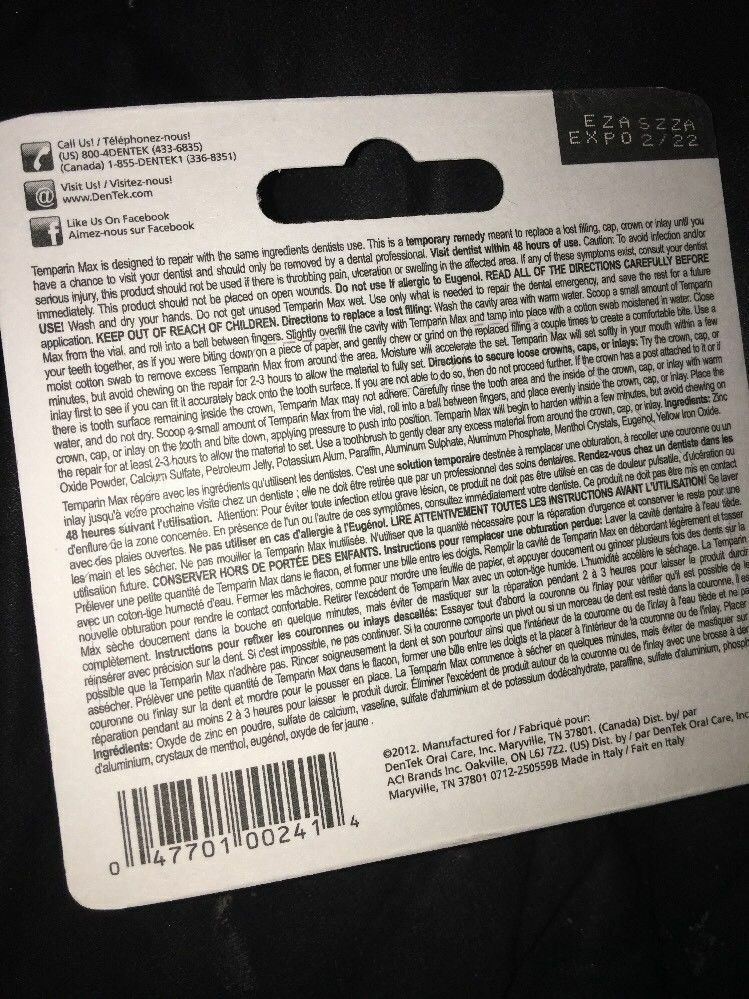 EZASZZA
EXPO 2/22
Call Us! / Téléphonez-nous!
(US) 800-4DENTEK (433-6835)
(Canada) 1-855-DENTEK1 (336-8351)
Visit Us! / Visitez-nous!
www.DenTek.com
Like Us On Facebook
Aimez-nous sur Facebook
Temparin Max is designed to repair with the same ingredients dentists use. This is a temporary remedy meant to replace a lost filling, cap, crown or inlay until you
have a chance to visit your dentist and should only be removed by a dental professional. Visit dentist within 48 hours of use. Caution: To avoid infection and/or
serious injury, this product should not be used if there is throbbing pain, ulceration or swelling in the affected area. If any of these symptoms exist, consult your dentist
immediately. This product should not be placed on open wounds. Do not use if allergic to Eugenol. READ ALL OF THE DIRECTIONS CAREFULLY BEFORE
USE! Wash and dry your hands. Do not get unused Temparin Max wet. Use only what is needed to repair the dental emergency, and save the rest for a future
application. KEEP OUT OF REACH OF CHILDREN. Directions to replace a lost filling: Wash the cavity area with warm water. Scoop a small amount of Temparin
Max from the vial, and roll into a ball between fingers. Slightly overfill the cavity with Temparin Max and tamp into place with a cotton swab moistened in water. Close
your teeth together, as if you were biting down on a piece of paper, and gently chew or grind on the replaced filling a couple times to create a comfortable bite. Use a
moist cotton swab to remove excess Temparin Max from around the area. Moisture will accelerate the set. Temparin Max will set softly in your mouth within a few
minutes, but avoid chewing on the repair for 2-3 hours to allow the material to fully set. Directions to secure loose crowns, caps, or inlays: Try the crown, cap, or
inlay first to see if you can fit it accurately back onto the tooth surface. If you are not able to do so, then do not proceed further. If the crown has a post attached to it or if
there is tooth surface remaining inside the crown, Temparin Max may not adhere. Carefully rinse the tooth area and the inside of the crown, cap, or inlay with warm
water, and do not dry. Scoop a small amount of Temparin Max from the vial, roll into a ball between fingers, and place evenly inside the crown, cap, or inlay. Place the
crown, cap, or inlay on the tooth and bite down, applying pressure to push into position. Temparin Max will begin to harden within a few minutes, but avoid chewing on
the repair for at least 2-3 hours to allow the material to set. Use a toothbrush to gently clear any excess material from around the crown, cap, or inlay. Ingredients: Zinc
Oxide Powder, Calcium Sulfate, Petroleum Jelly, Potassium Alum, Paraffin, Aluminum Sulphate, Aluminum Phosphate, Menthol Crystals, Eugenol, Yellow Iron Oxide.
Temparin Max répare avec les ingrédients qu'utilisent les dentistes. C'est une solution temporaire destinée à remplacer une obturation, à recoller une couronne ou un
inlay jusqu'à votre prochaine visite chez un dentiste ; elle ne doit être retirée que par un professionnel des soins dentaires. Rendez-vous chez un dentiste dans les
48 heures suivant l'utilisation. Attention: Pour éviter toute infection et/ou grave lésion, ce produit ne doit pas être utilisé en cas de douleur pulsatile, d'ulcération ou
d'enflure de la zone concernée. En présence de l'un ou l'autre de ces symptômes, consultez immédiatement votre dentiste. Ce produit ne doit pas être mis en contact
avec des plaies ouvertes. Ne pas utiliser en cas d'allergie à l'Eugénol. LIRE ATTENTIVEMENT TOUTES LES INSTRUCTIONS AVANT L'UTILISATION! Se laver
les main et les sécher. Ne pas mouiller la Temparin Max inutilisée. N'utiliser que la quantité nécessaire pour la réparation d'urgence et conserver le reste pour une
utilisation future. CONSERVER HORS DE PORTÉE DES ENFANTS. Instructions pour remplacer une obturation perdue: Laver la cavité dentaire à l'eau tiède.
Prélever une petite quantité de Temparin Max dans le flacon, et former une bille entre les doigts. Remplir la cavité de Temparin Max en débordant légèrement et tasser
avec un coton-tige humecté d'eau. Fermer les mâchoires, comme pour mordre une feuille de papier, et appuyer doucement ou grincer plusieurs fois des dents sur la
nouvelle obturation pour rendre le contact confortable. Retirer l'excédent de Temparin Max avec un coton-tige humide. L'humidité accélère le séchage. La Temparin
Max sèche doucement dans la bouche en quelques minutes, mais éviter de mastiquer sur la réparation pendant 2 à 3 heures pour laisser le produit durcir
complètement. Instructions pour refixer les couronnes ou inlays descellés: Essayer tout d'abord la couronne ou l'inlay pour vérifier qu'il est possible de le
réinsérer avec précision sur la dent. Si c'est impossible, ne pas continuer. Si la couronne comporte un pivot ou si un morceau de dent est resté dans la couronne, il est
possible que la Temparin Max n'adhère pas. Rincer soigneusement la dent et son pourtour ainsi que l'intérieur de la couronne ou de l'inlay à l'eau tiède et ne pas
assécher. Prélever une petite quantité de Temparin Max dans le flacon, former une bille entre les doigts et la placer à l'intérieur de la couronne ou de l'inlay. Placer
couronne ou l'inlay sur la dent et mordre pour le pousser en place. La Temparin Max commence à sécher en quelques minutes, mais éviter de mastiquer sur
réparation pendant au moins 2 à 3 heures pour laisser le produit durcir. Éliminer l'excédent de produit autour de la couronne ou de l'inlay avec une brosse à
Ingrédients: Oxyde de zinc en poudre, sulfate de calcium, vaseline, sulfate d'aluminium et de potassium dodécahydrate, paraffine, sulfate d'aluminium,
d'aluminium, crystaux de menthol, eugénol, oxyde de fer jaune .
©2012. Manufactured for / Fabriqué pour:
DenTek Oral Care, Inc. Maryville, TN 37801. (Canada) Dist. by/ par
ACI Brands Inc. Oakville, ON L6J 7Z2. (US) Dist. by / par DenTek Oral Care, Inc
Maryville, TN 37801 0712-250559B Made in Italy / Fait en Italy
0 47701 00241 4